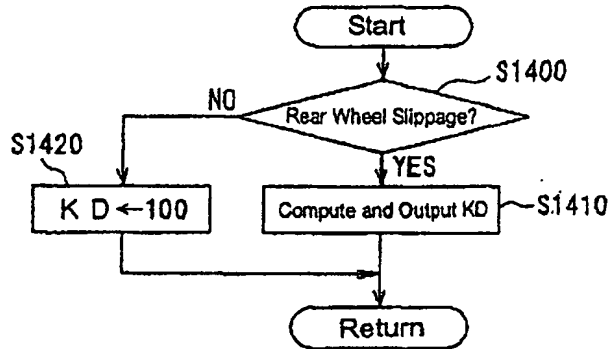 Start
S1400
NO
Rear Wheel Slippage?
S1420
YES
K D ←100
Compute and Output KD
S1410
Return